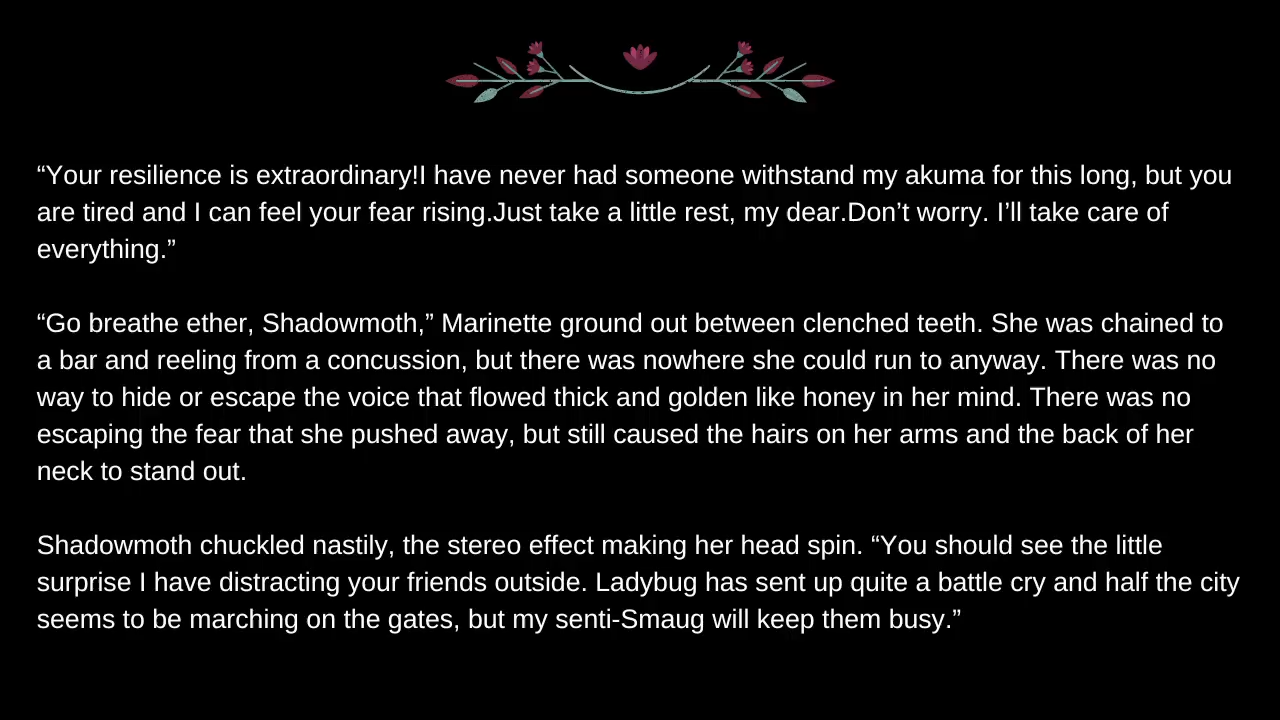 “Your resilience is extraordinary!I have never had someone withstand my akuma for this long, but you
are tired and I can feel your fear rising.Just take a little rest, my dear.Don’t worry. I’ll take care of
everything.”
“Go breathe ether, Shadowmoth,” Marinette ground out between clenched teeth. She was chained to
a bar and reeling from a concussion, but there was nowhere she could run to anyway. There was no
way to hide or escape the voice that flowed thick and golden like honey in her mind. There was no
escaping the fear that she pushed away, but still caused the hairs on her arms and the back of her
neck to stand out.
Shadowmoth chuckled nastily, the stereo effect making her head spin. “You should see the little
surprise I have distracting your friends outside. Ladybug has sent up quite a battle cry and half the city
seems to be marching on the gates, but my senti-Smaug will keep them busy.”